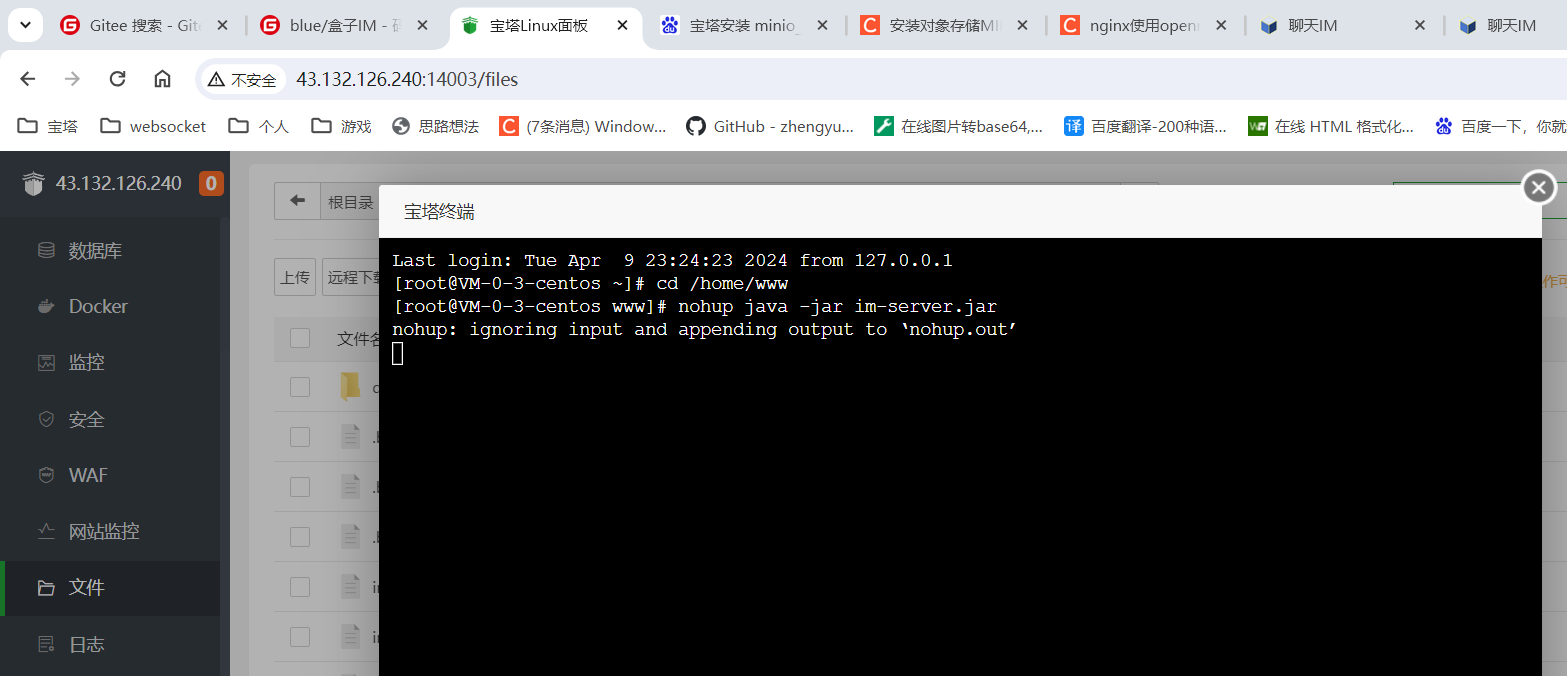 Gitee 搜索 - Gite
blue/盒子IM - 
宝塔Linux面板
宝塔安装 minio_
安装对象存储MI
nginx使用openr
聊天IM
聊天IM
不安全
43.132.126.240:14003/files
宝塔
websocket
个人
游戏
思路想法
(7条消息) Window...
GitHub - zhengyu...
在线图片转base64,...
译
百度翻译-200种语...
在线 HTML 格式化...
百度一下，你就
43.132.126.240
0
数据库
Docker
监控
安全
WAF
网站监控
文件
日志
根目录
上传
远程下载
文件名
宝塔终端
Last login: Tue Apr  9 23:24:23 2024 from 127.0.0.1
[root@VM-0-3-centos ~]# cd /home/www
[root@VM-0-3-centos www]# nohup java -jar im-server.jar
nohup: ignoring input and appending output to ‘nohup.out’
作可